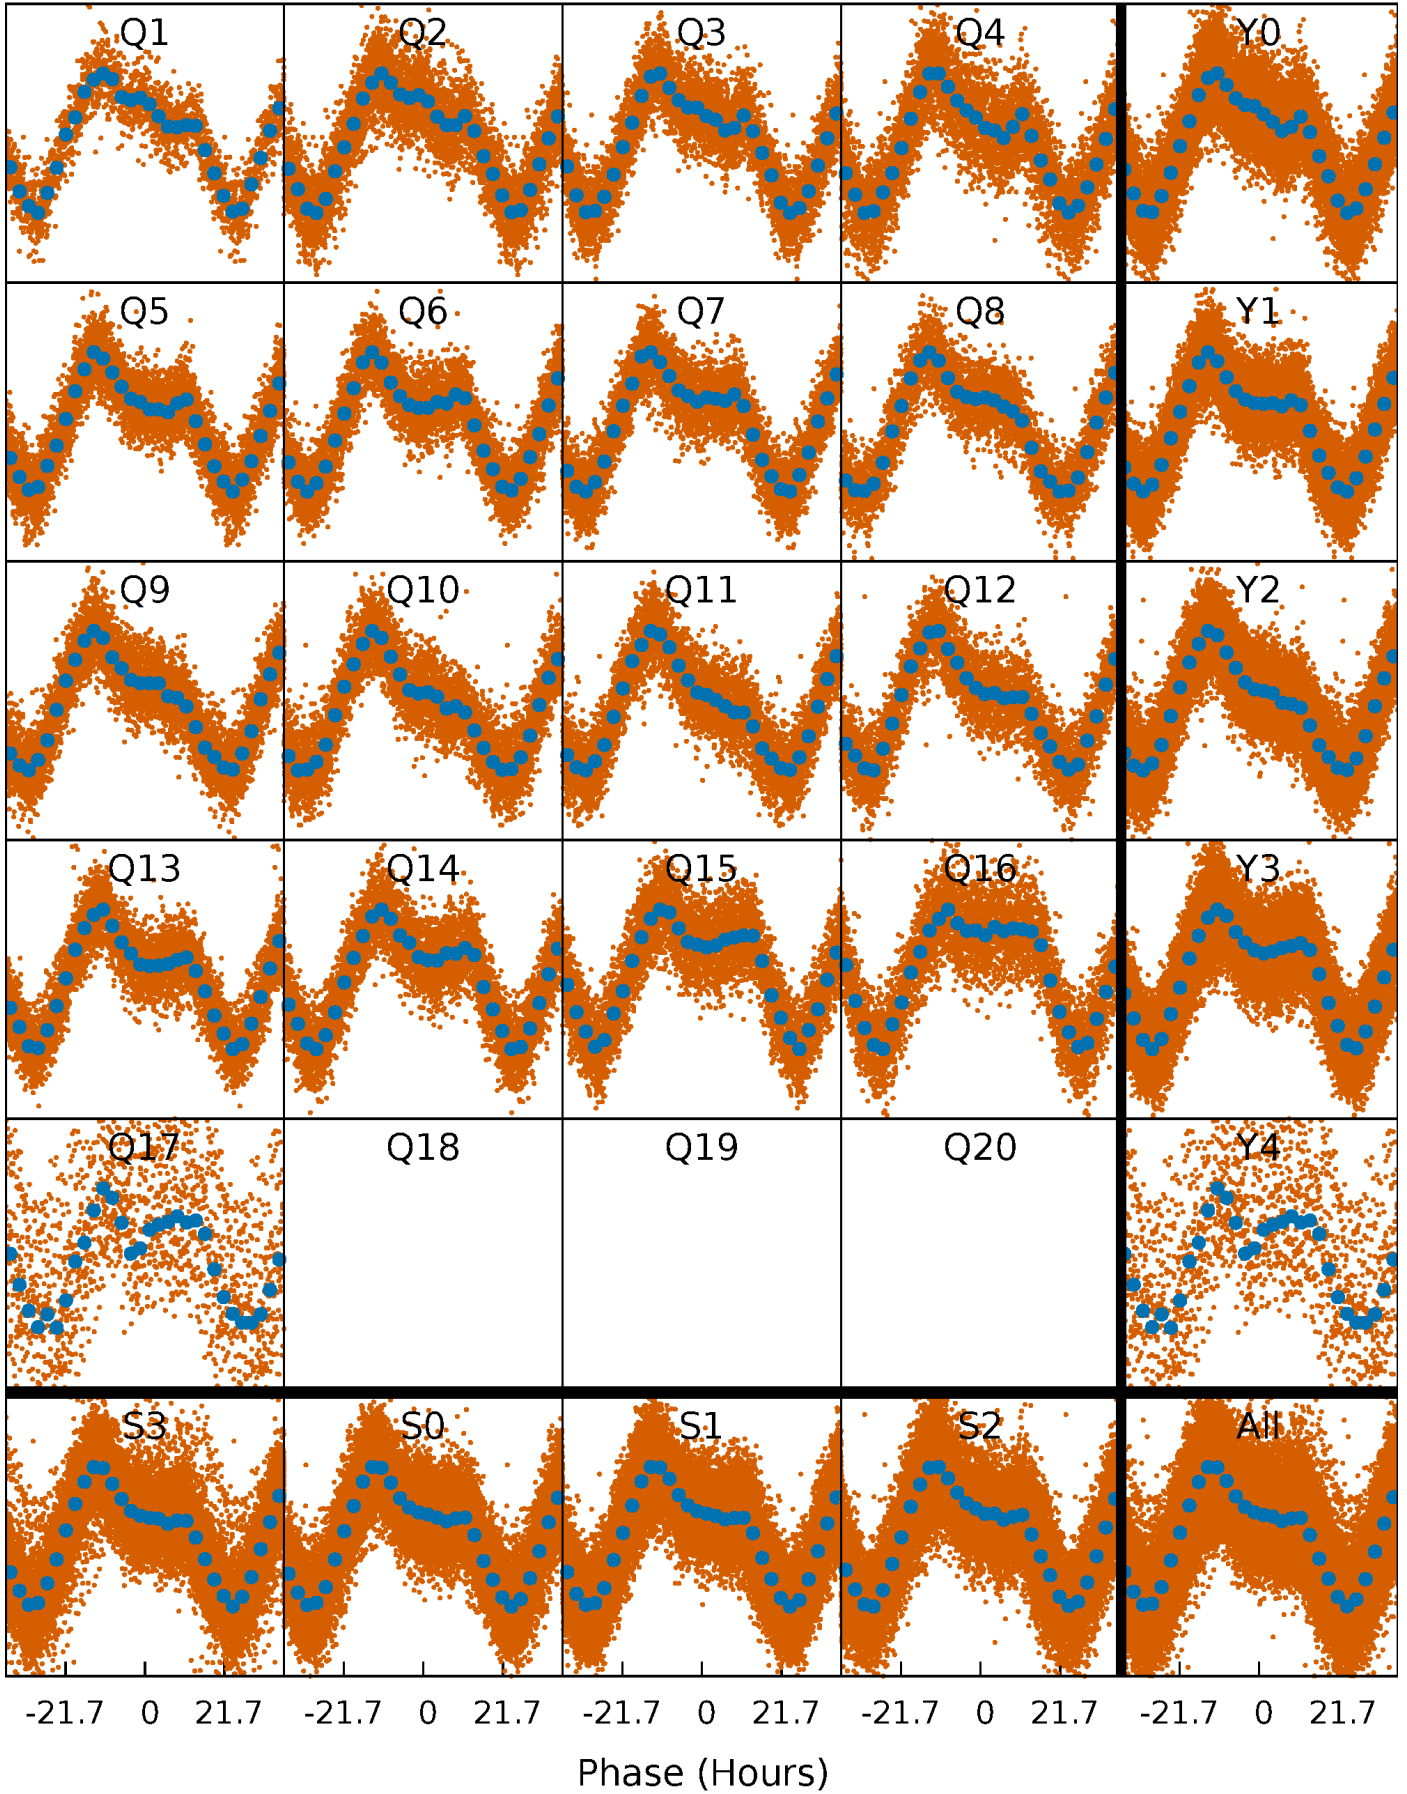 Q1 Q2 Q3 Q4 Y0
Q5 Q6 Q7 Q8 Y1
Q9 Q10 Q11 Q12 Y2
Q13 Q14 Q15 Q16 Y3
Q17 Q18 Q19 Q20 Y4
S3 S0 S1 S2 All
-21.7 0 21.7 -21.7 0 21.7 -21.7 0 21.7 -21.7 0 21.7 -21.7 0 21.7
Phase (Hours)